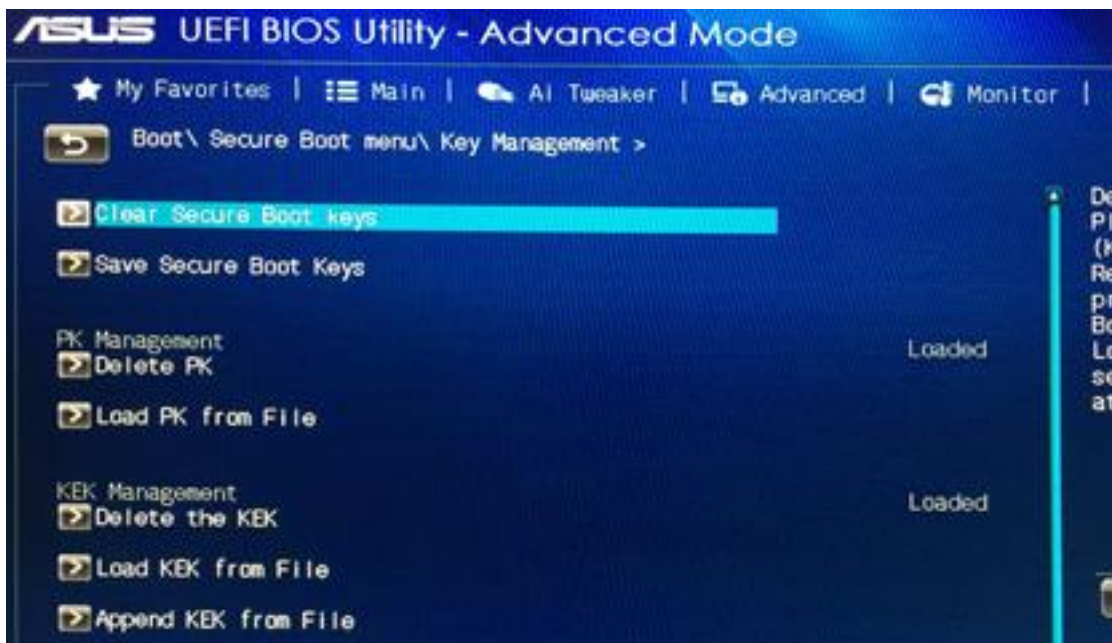 ASUS UEFI BIOS Utility - Advanced Mode
My Favorites | Main | Ai Tweaker | Advanced | Monitor |
Boot\ Secure Boot menu\ Key Management >
Clear Secure Boot keys
Save Secure Boot Keys
PK Management Loaded
Delete PK
Load PK from File
KEK Management Loaded
Delete the KEK
Load KEK from File
Append KEK from File